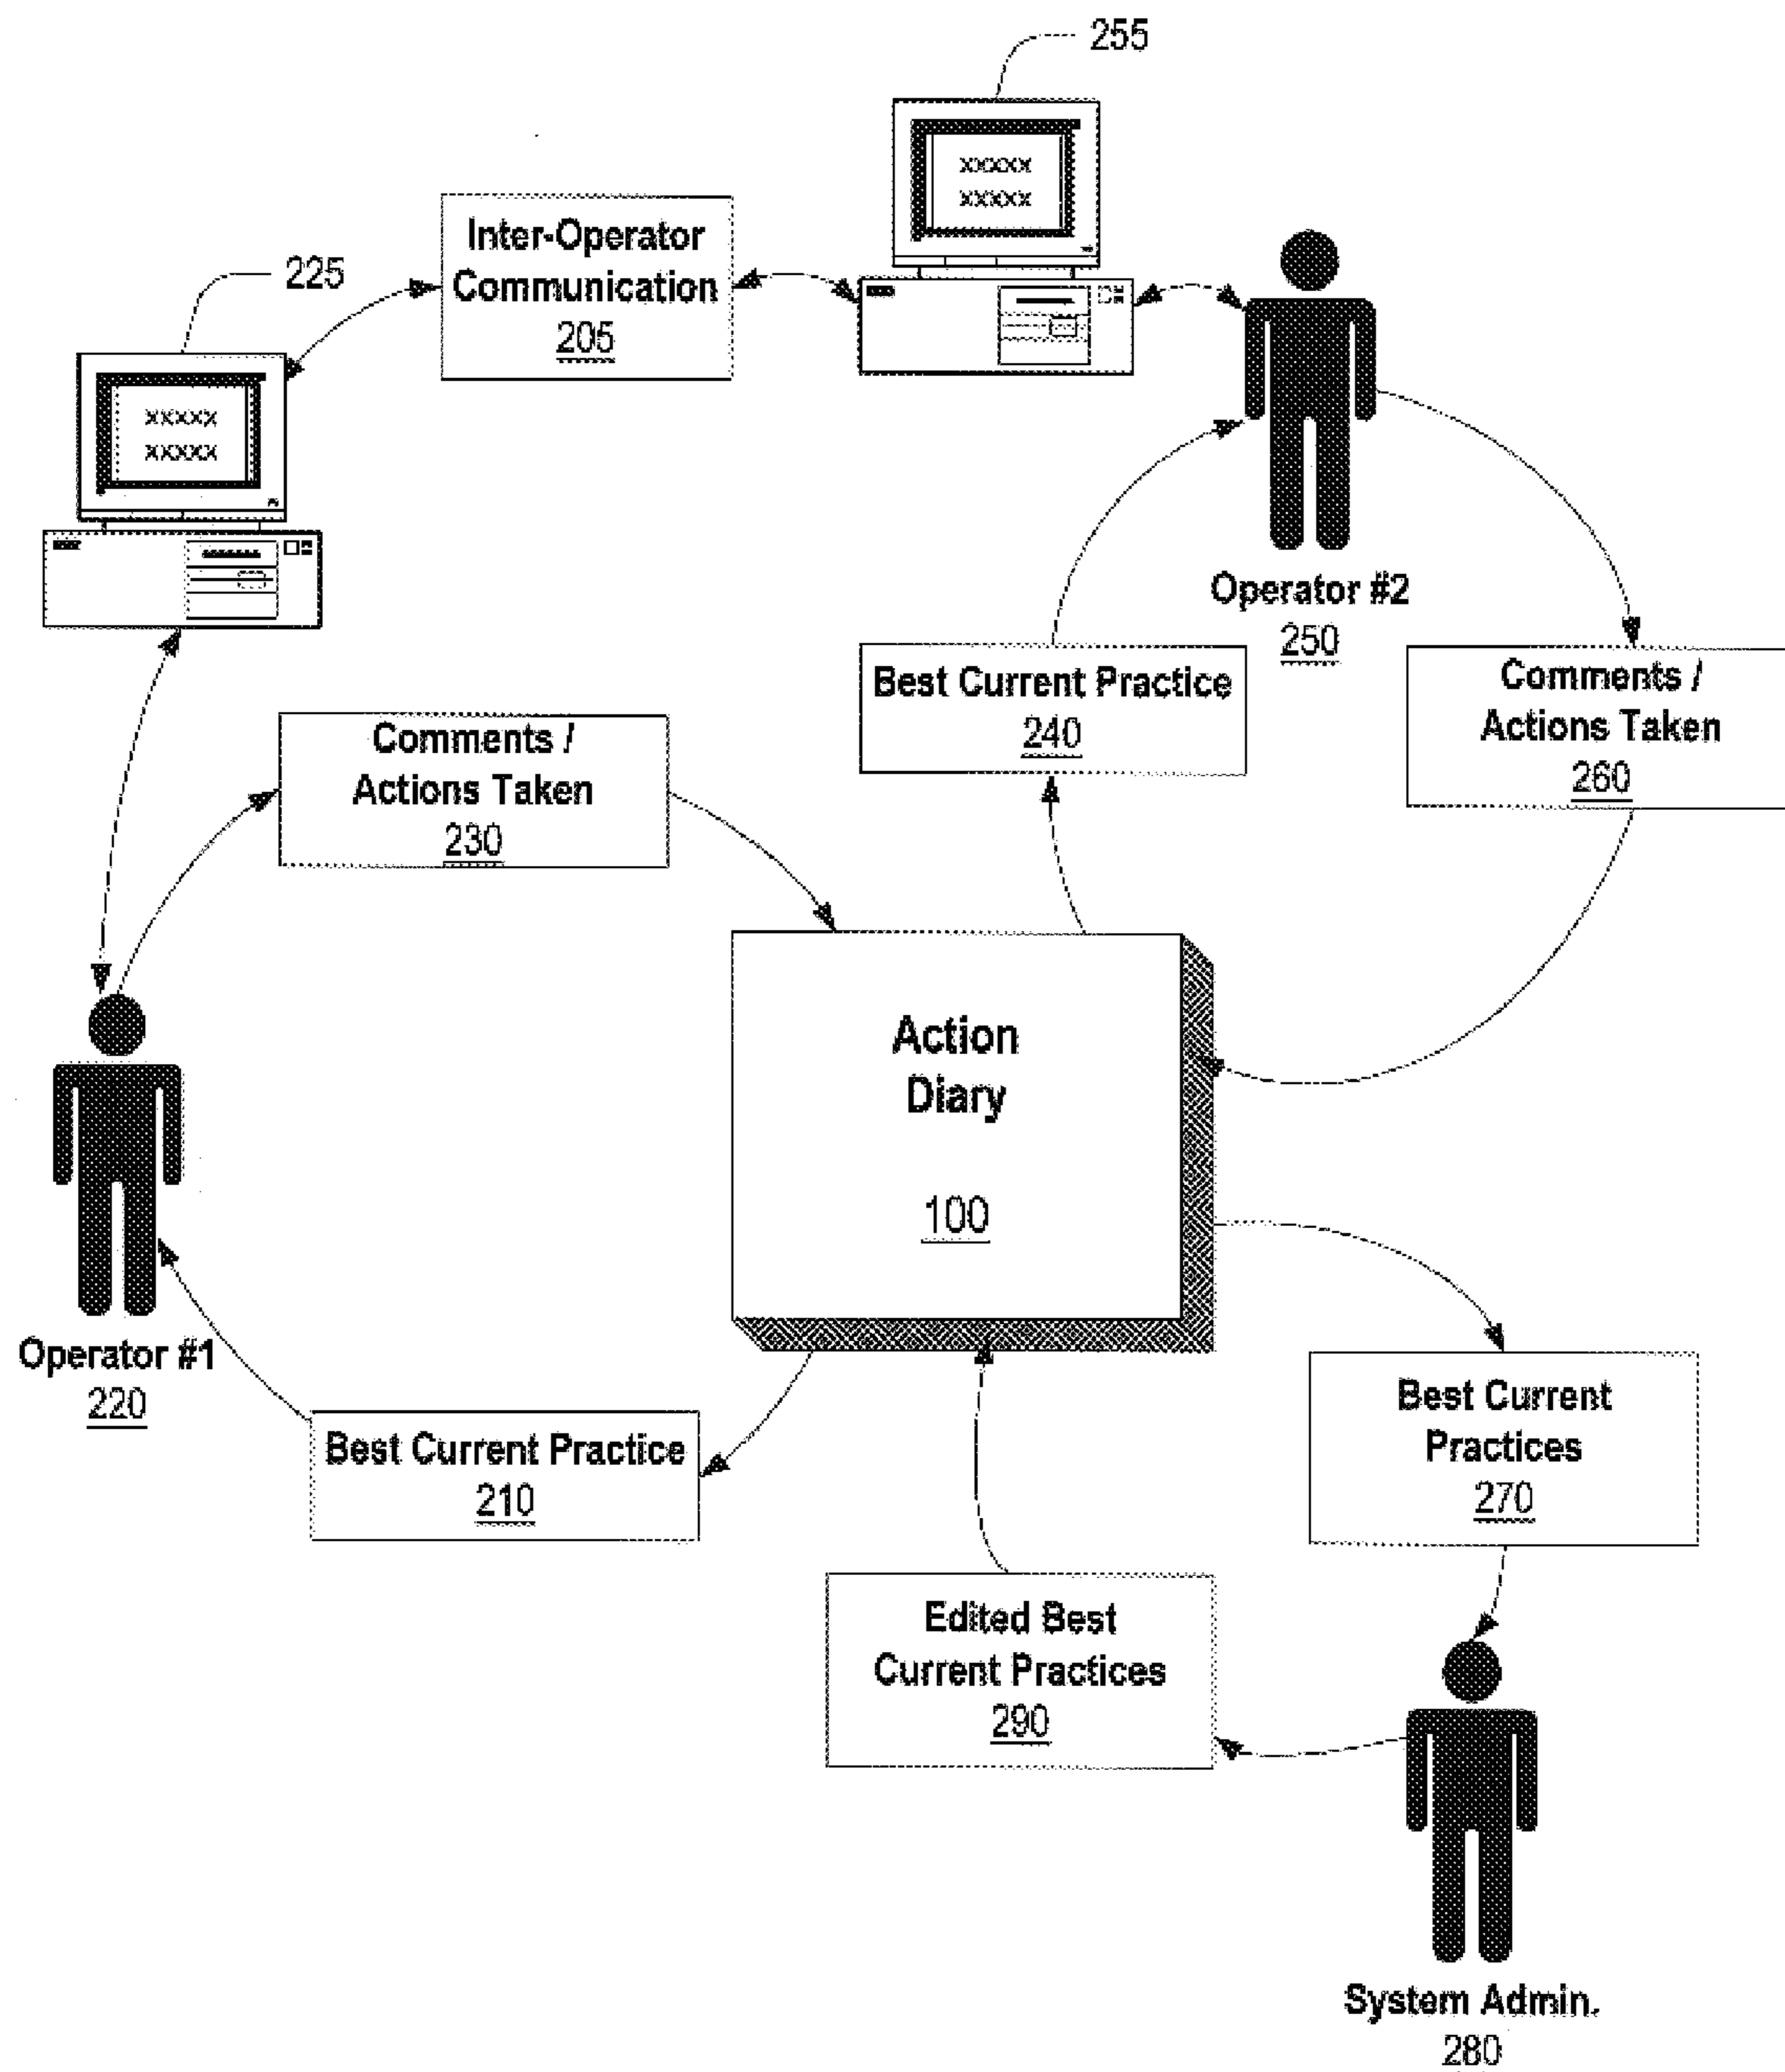 255
XXXXX
XXXXX
Inter-Operator
Communication
205
225
XXXXX
XXXXX
Operator #2
250
Best Current Practice
240
Comments /
Actions Taken
260
Comments /
Actions Taken
230
Action
Diary
100
Operator #1
220
Best Current Practice
210
Best Current
Practices
270
Edited Best
Current Practices
290
System Admin.
280